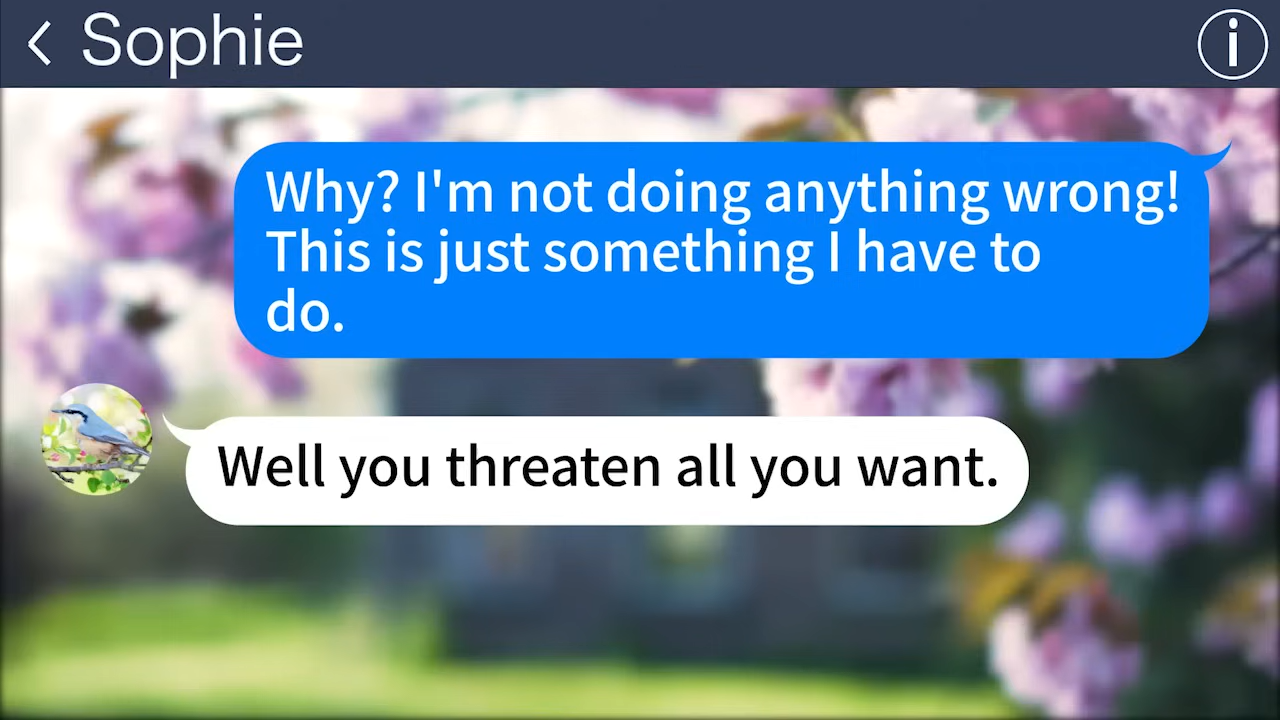 Sophie
Why? I'm not doing anything wrong!
This is just something I have to
do.
Well you threaten all you want.